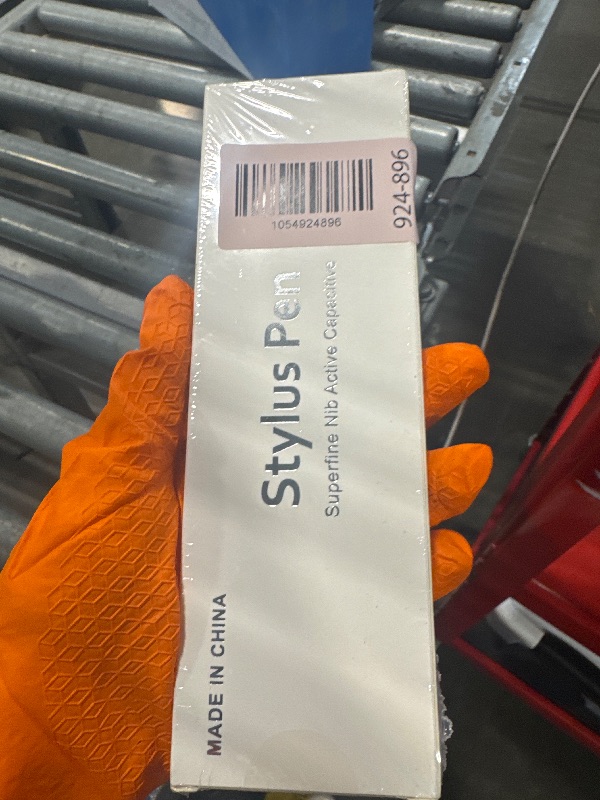 1054924896
924-896
Stylus Pen
Superfine Nib Active Capacitive
MADE IN CHINA